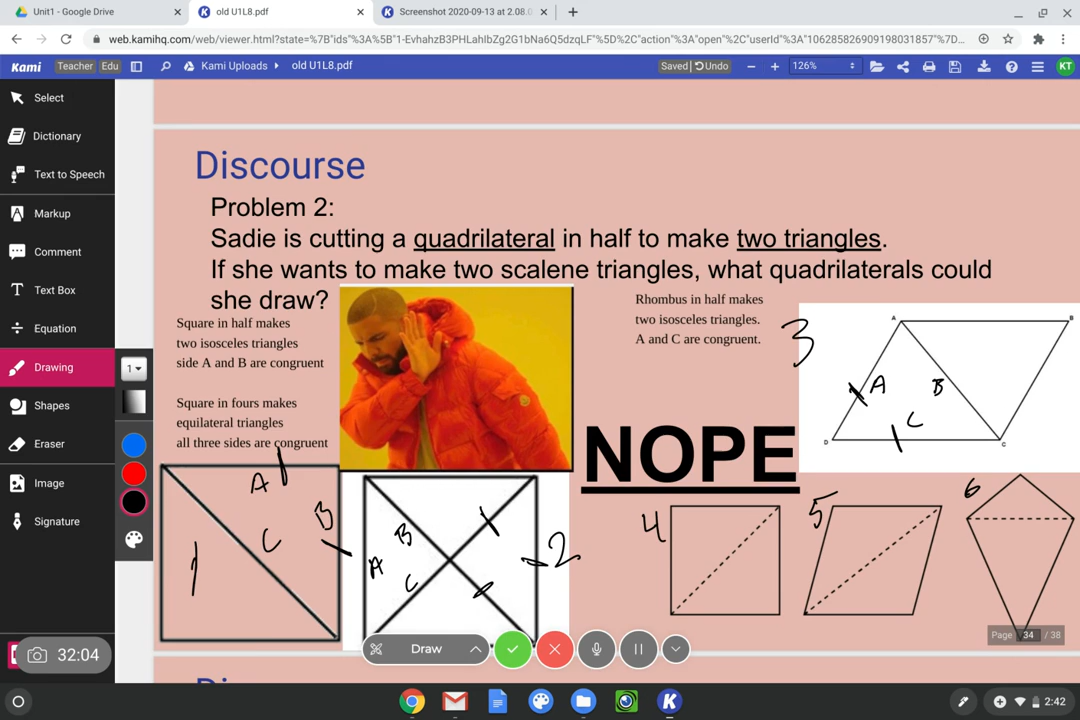 Unit1 - Google Drive
old U1L8.pdf
Screenshot 2020-09-13 at 2.08.0
web.kamihq.com/web/viewer.html?state=%7B"ids"%3A%5B"1-EvhahzB3PHLahIbZg2G1bNa6Q5dzqLF"%5D%2C"action"%3A"open"%2C"userId"%3A"106285826909198031857"%7D...
Kami
Teacher
Edu
Kami Uploads
old U1L8.pdf
Saved
Undo
126%
KT
Select
Dictionary
Text to Speech
Markup
Comment
Text Box
Equation
Drawing
Shapes
Eraser
Image
Signature
1
Discourse
Problem 2:
Sadie is cutting a quadrilateral in half to make two triangles.
If she wants to make two scalene triangles, what quadrilaterals could
she draw?
Square in half makes
two isosceles triangles
side A and B are congruent
Square in fours makes
equilateral triangles
all three sides are congruent
Rhombus in half makes
two isosceles triangles.
A and C are congruent.
NOPE
3
A
B
D
C
A
B
C
1
A
B
C
2
A
B
C
4
5
6
Page 34 / 38
32:04
Draw
2:42